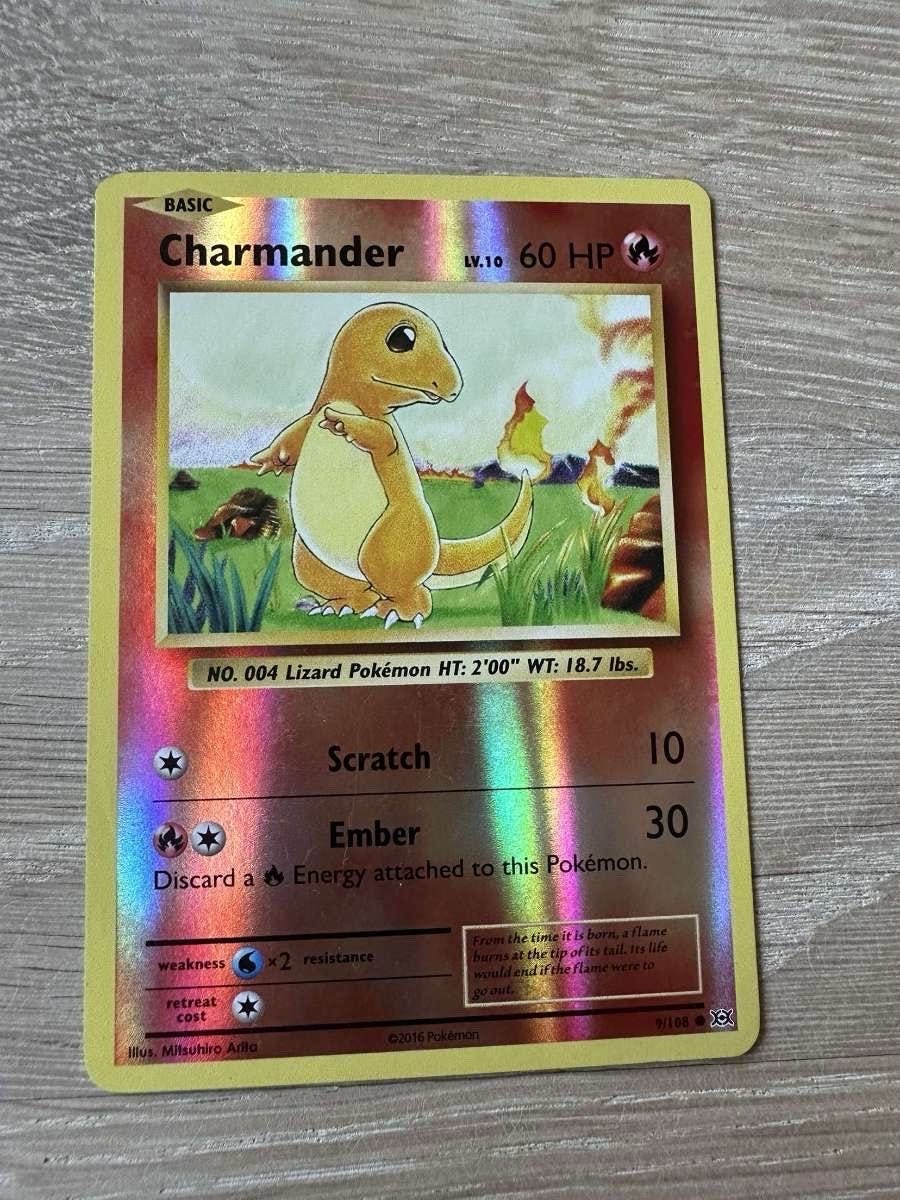 BASIC
Charmander LV.10 60 HP
NO. 004 Lizard Pokémon HT: 2'00" WT: 18.7 lbs.
Scratch 10
Ember 30
Discard a Energy attached to this Pokémon.
weakness ×2 resistance
retreat
cost
From the time it is born, a flame
burns at the tip of its tail. Its life
would end if the flame were to
go out.
Illus. Mitsuhiro Arita
©2016 Pokémon
9/108